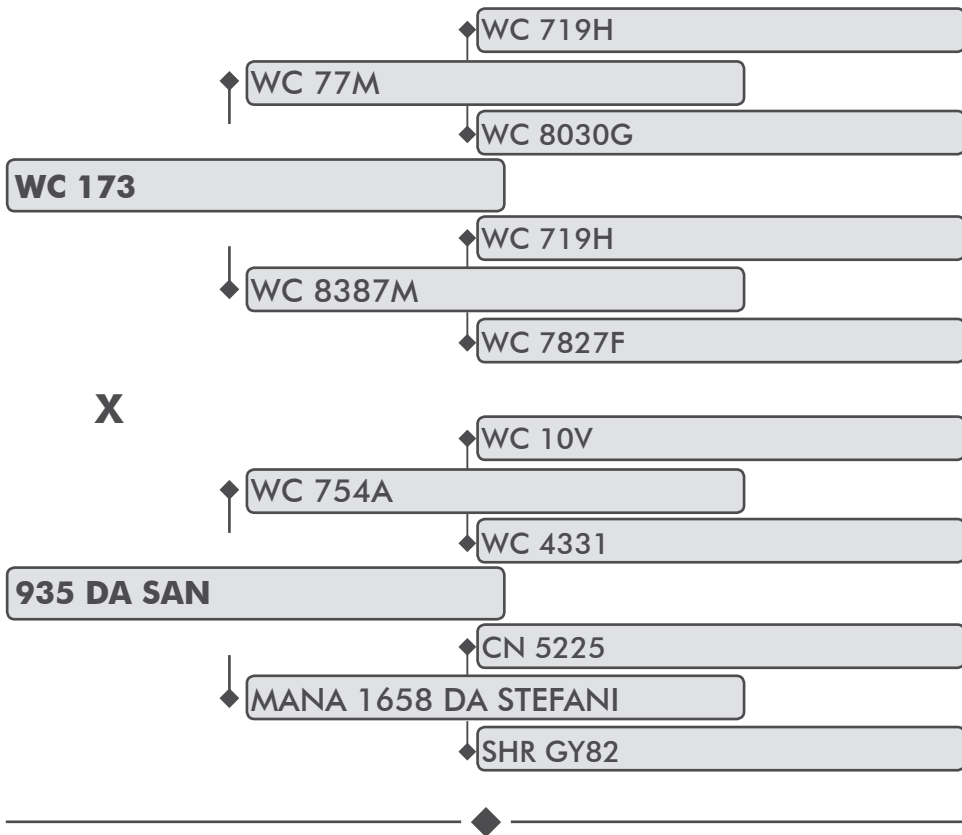 WC 719H
WC 77M
WC 8030G
WC 173
WC 719H
WC 8387M
WC 7827F
X
WC 10V
WC 754A
WC 4331
935 DA SAN
CN 5225
MANA 1658 DA STEFANI
SHR GY82